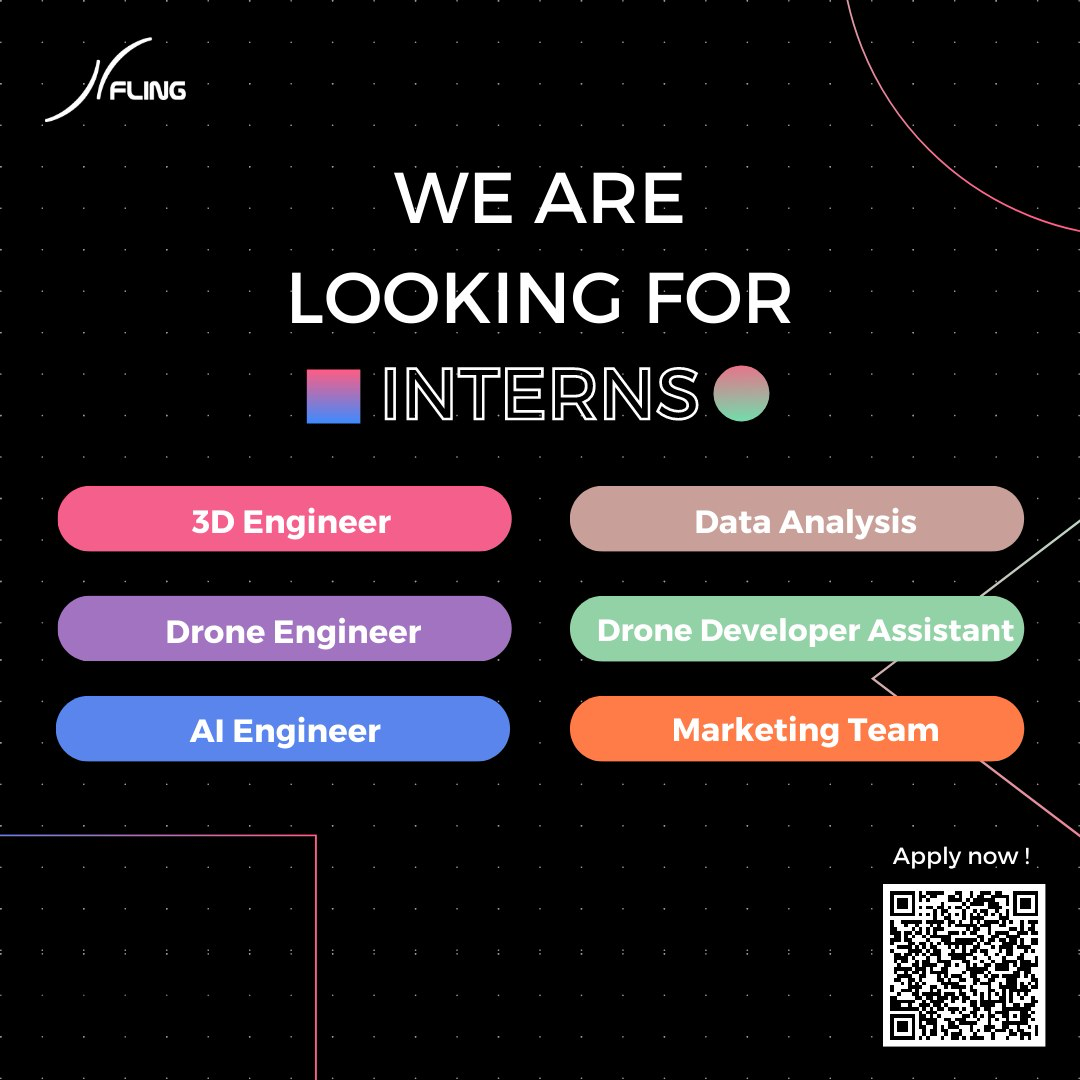 FLING
WE ARE
LOOKING FOR
INTERNS
3D Engineer
Data Analysis
Drone Engineer
Drone Developer Assistant
AI Engineer
Marketing Team
Apply now !